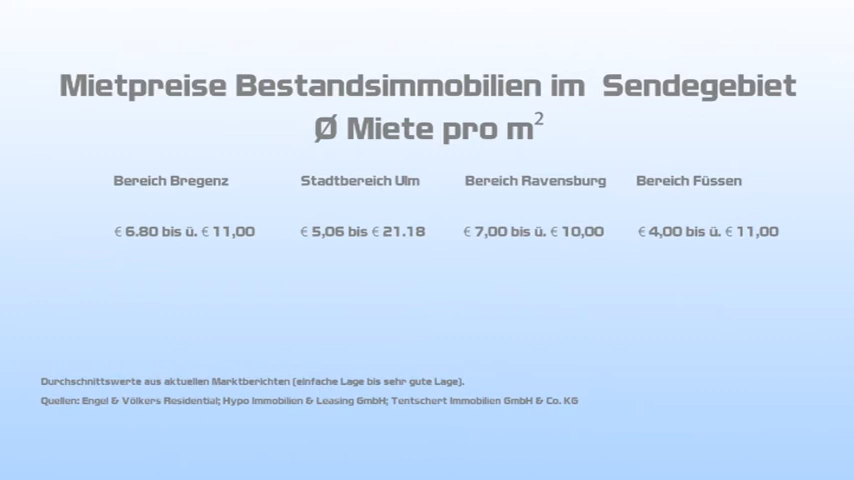 Mietpreise Bestandsimmobilien im Sendegebiet
Ø Miete pro m²
Bereich Bregenz Stadtbereich Ulm Bereich Ravensburg Bereich Füssen
€ 6.80 bis ü. € 11,00 € 5,06 bis € 21.18 € 7,00 bis ü. € 10,00 € 4,00 bis ü. € 11,00
Durchschnittswerte aus aktuellen Marktberichten (einfache Lage bis sehr gute Lage).
Quellen: Engel & Völkers Residential; Hypo Immobilien & Leasing GmbH; Tentschert Immobilien GmbH & Co. KG